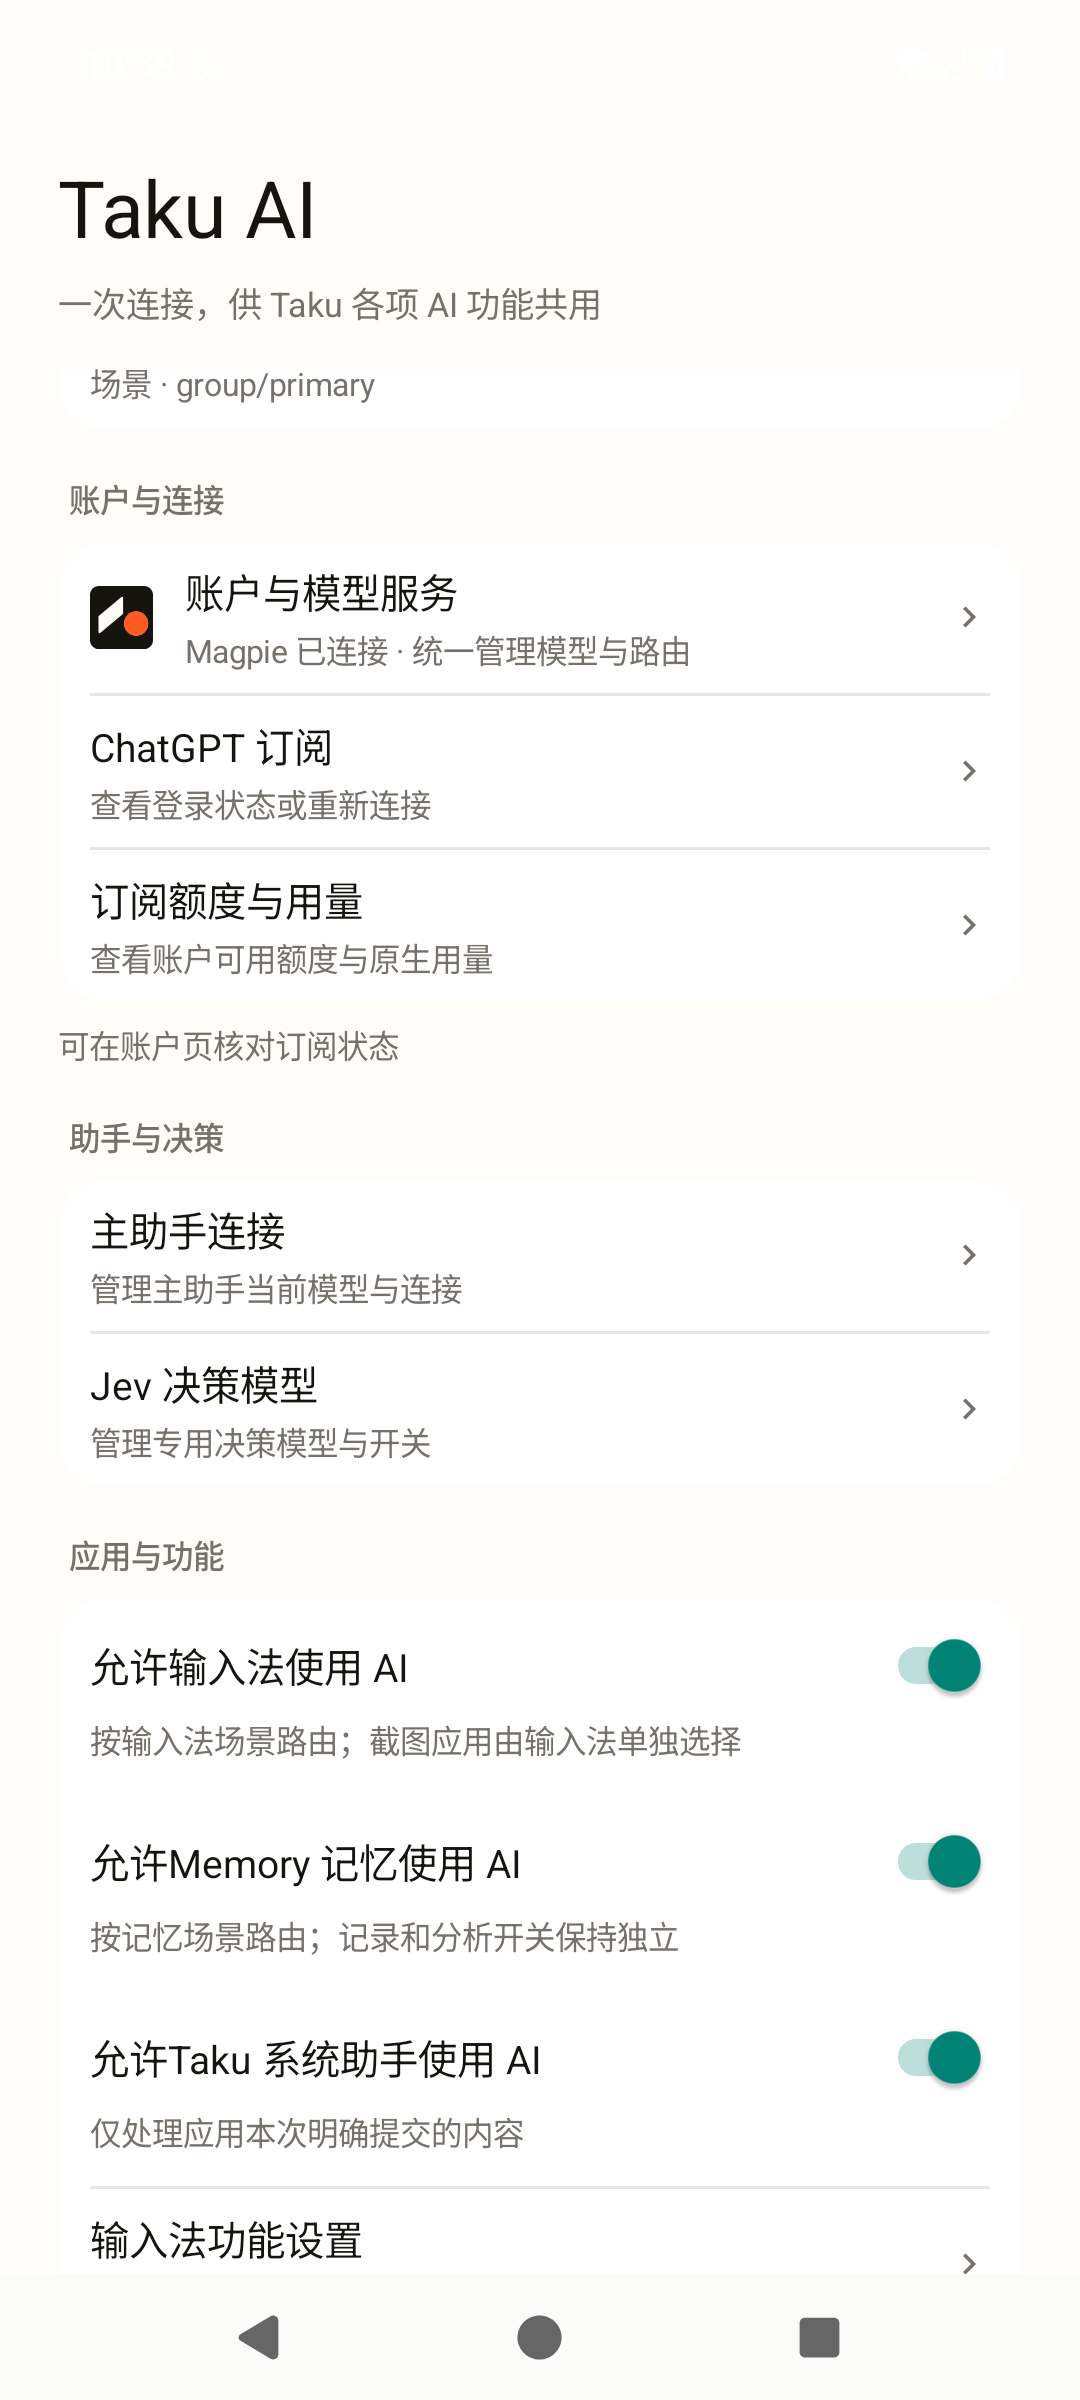 Taku AI
一次连接，供 Taku 各项 AI 功能共用
场景 · group/primary
账户与连接
账户与模型服务
Magpie 已连接 · 统一管理模型与路由
ChatGPT 订阅
查看登录状态或重新连接
订阅额度与用量
查看账户可用额度与原生用量
可在账户页核对订阅状态
助手与决策
主助手连接
管理主助手当前模型与连接
Jev 决策模型
管理专用决策模型与开关
应用与功能
允许输入法使用 AI
按输入法场景路由；截图应用由输入法单独选择
允许Memory 记忆使用 AI
按记忆场景路由；记录和分析开关保持独立
允许Taku 系统助手使用 AI
仅处理应用本次明确提交的内容
输入法功能设置